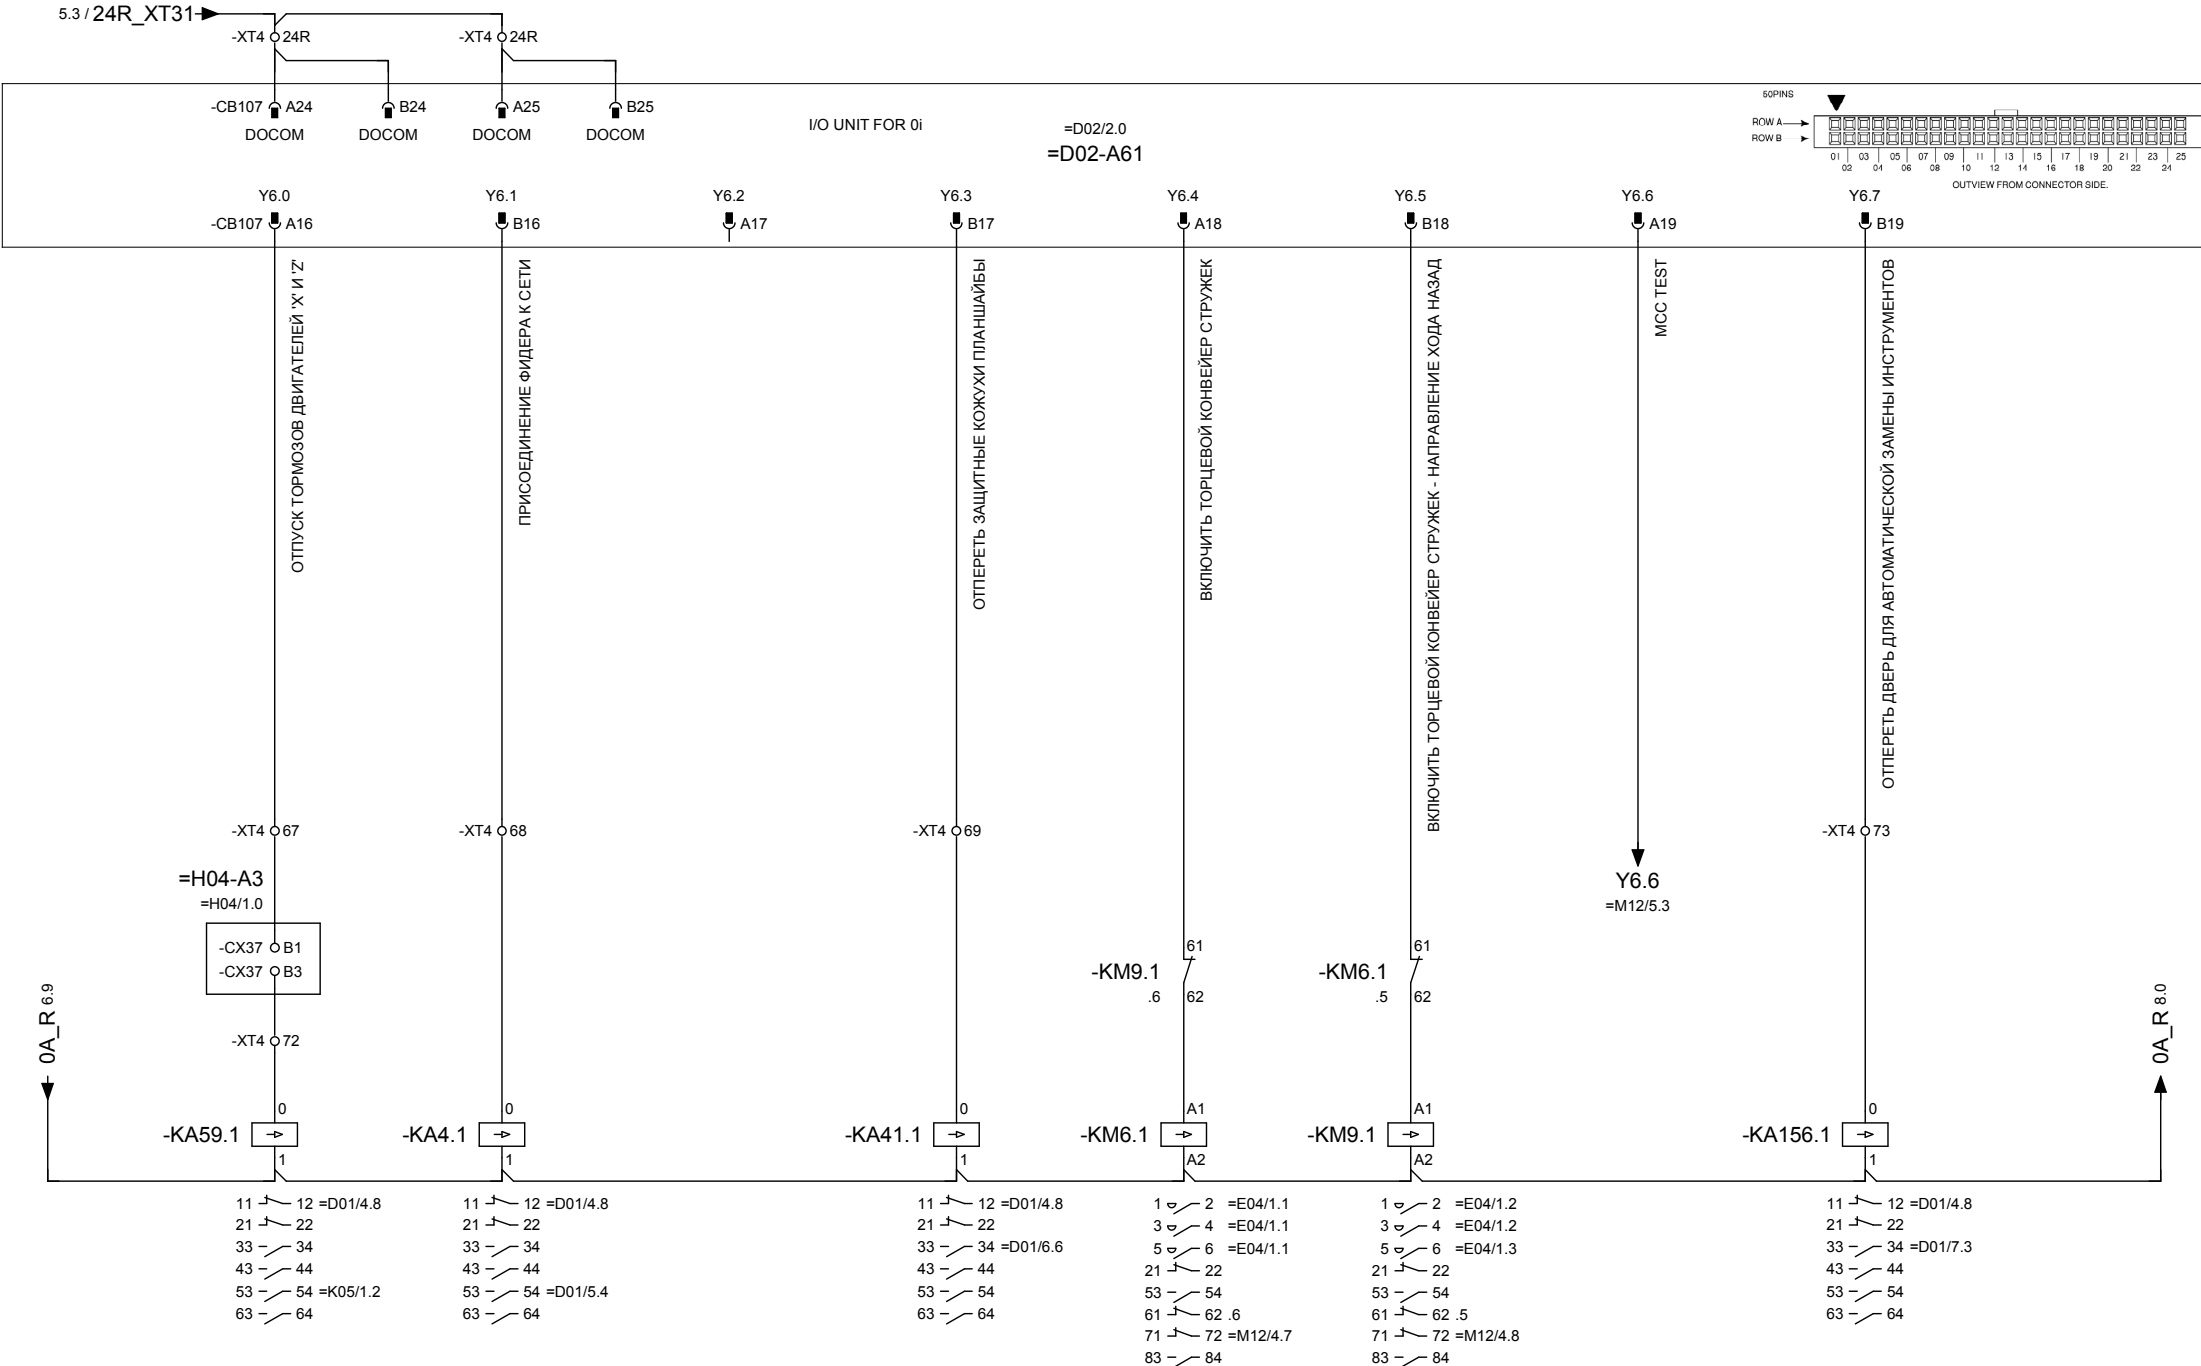 5.3 / 24R_XT31
-XT4 24R -XT4 24R
-CB107 A24 B24 A25 B25
DOCOM DOCOM DOCOM DOCOM
I/O UNIT FOR 0i
=D02/2.0
=D02-A61
50PINS
ROW A
ROW B
01 03 05 07 09 11 13 15 17 19 21 23 25
02 04 06 08 10 12 14 16 18 20 22 24
OUTVIEW FROM CONNECTOR SIDE.
Y6.0 Y6.1 Y6.2 Y6.3 Y6.4 Y6.5 Y6.6 Y6.7
-CB107 A16 B16 A17 B17 A18 B18 A19 B19
ОТПУСК ТОРМОЗОВ ДВИГАТЕЛЕЙ 'X' И 'Z'
ПРИСОЕДИНЕНИЕ ФИДЕРА К СЕТИ
ОТПЕРЕТЬ ЗАЩИТНЫЕ КОЖУХИ ПЛАНШАЙБЫ
ВКЛЮЧИТЬ ТОРЦЕВОЙ КОНВЕЙЕР СТРУЖЕК
ВКЛЮЧИТЬ ТОРЦЕВОЙ КОНВЕЙЕР СТРУЖЕК - НАПРАВЛЕНИЕ ХОДА НАЗАД
MCC TEST
ОТПЕРЕТЬ ДВЕРЬ ДЛЯ АВТОМАТИЧЕСКОЙ ЗАМЕНЫ ИНСТРУМЕНТОВ
-XT4 67 -XT4 68 -XT4 69 -XT4 73
=H04-A3
=H04/1.0
Y6.6
=M12/5.3
-CX37 B1
-CX37 B3
61 61
-KM9.1 -KM6.1
.6 62 .5 62
0A_R 6.9
0A_R 8.0
-XT4 72
0 0 0 A1 A1 0
-KA59.1 -KA4.1 -KA41.1 -KM6.1 -KM9.1 -KA156.1
1 1 1 A2 A2 1
11 12 =D01/4.8
21 22
33 34
43 44
53 54 =K05/1.2
63 64
11 12 =D01/4.8
21 22
33 34
43 44
53 54 =D01/5.4
63 64
11 12 =D01/4.8
21 22
33 34 =D01/6.6
43 44
53 54
63 64
1 2 =E04/1.1
3 4 =E04/1.1
5 6 =E04/1.1
21 22
53 54
61 62 .6
71 72 =M12/4.7
83 84
1 2 =E04/1.2
3 4 =E04/1.2
5 6 =E04/1.3
21 22
53 54
61 62 .5
71 72 =M12/4.8
83 84
11 12 =D01/4.8
21 22
33 34 =D01/7.3
43 44
53 54
63 64